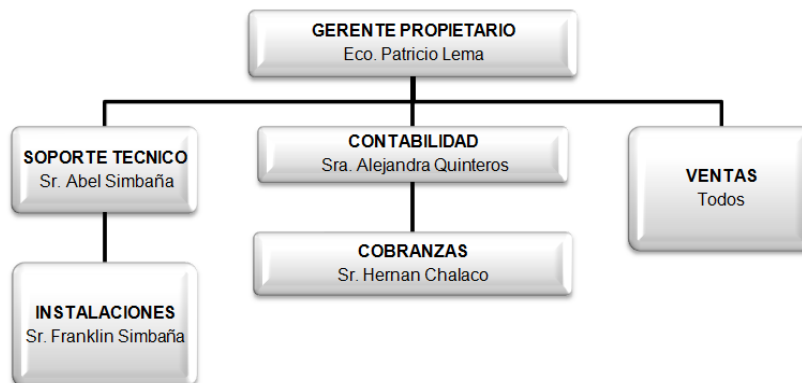 GERENTE PROPIETARIO
Eco. Patricio Lema
SOPORTE TECNICO
Sr. Abel Simbaña
CONTABILIDAD
Sra. Alejandra Quinteros
VENTAS
Todos
INSTALACIONES
Sr. Franklin Simbaña
COBRANZAS
Sr. Hernan Chalaco